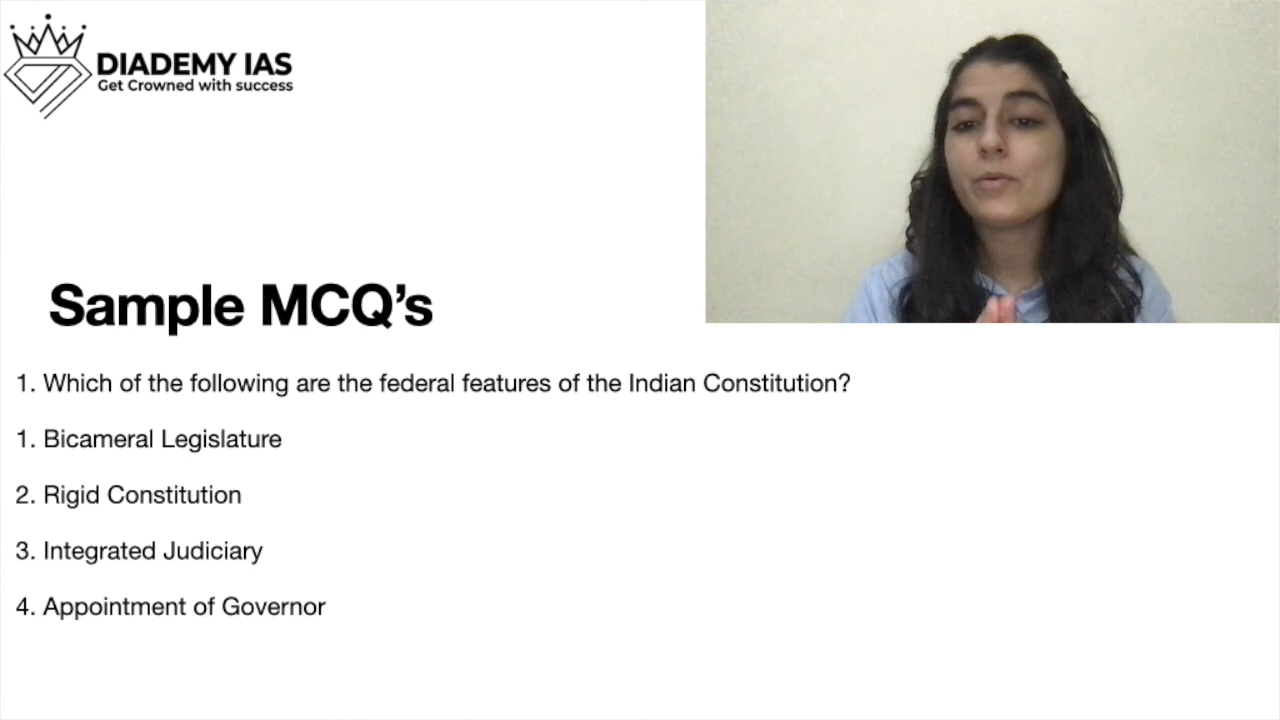 DIADEMY IAS
Get Crowned with success
Sample MCQ’s
1. Which of the following are the federal features of the Indian Constitution?
1. Bicameral Legislature
2. Rigid Constitution
3. Integrated Judiciary
4. Appointment of Governor